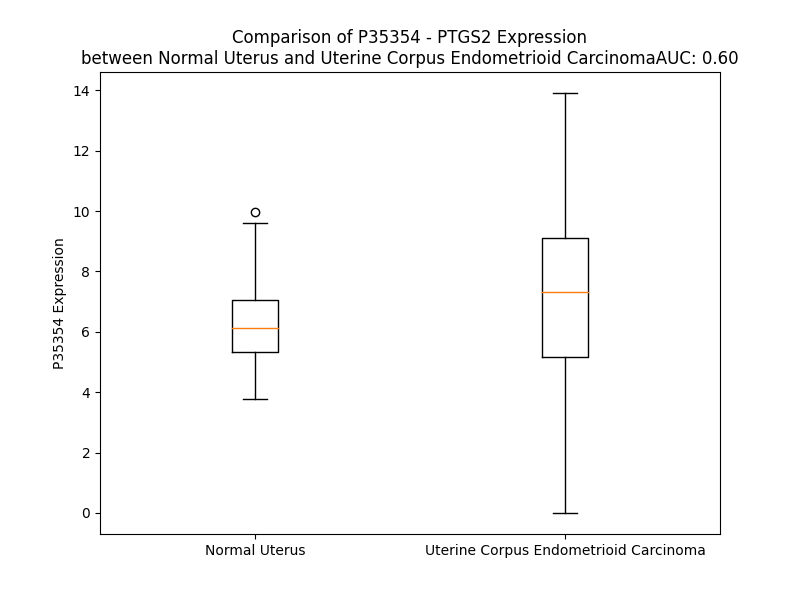 Comparison of P35354 - PTGS2 Expression
between Normal Uterus and Uterine Corpus Endometrioid CarcinomaAUC: 0.60
14
12
10
8
6
4
2
0
P35354 Expression
Normal Uterus
Uterine Corpus Endometrioid Carcinoma